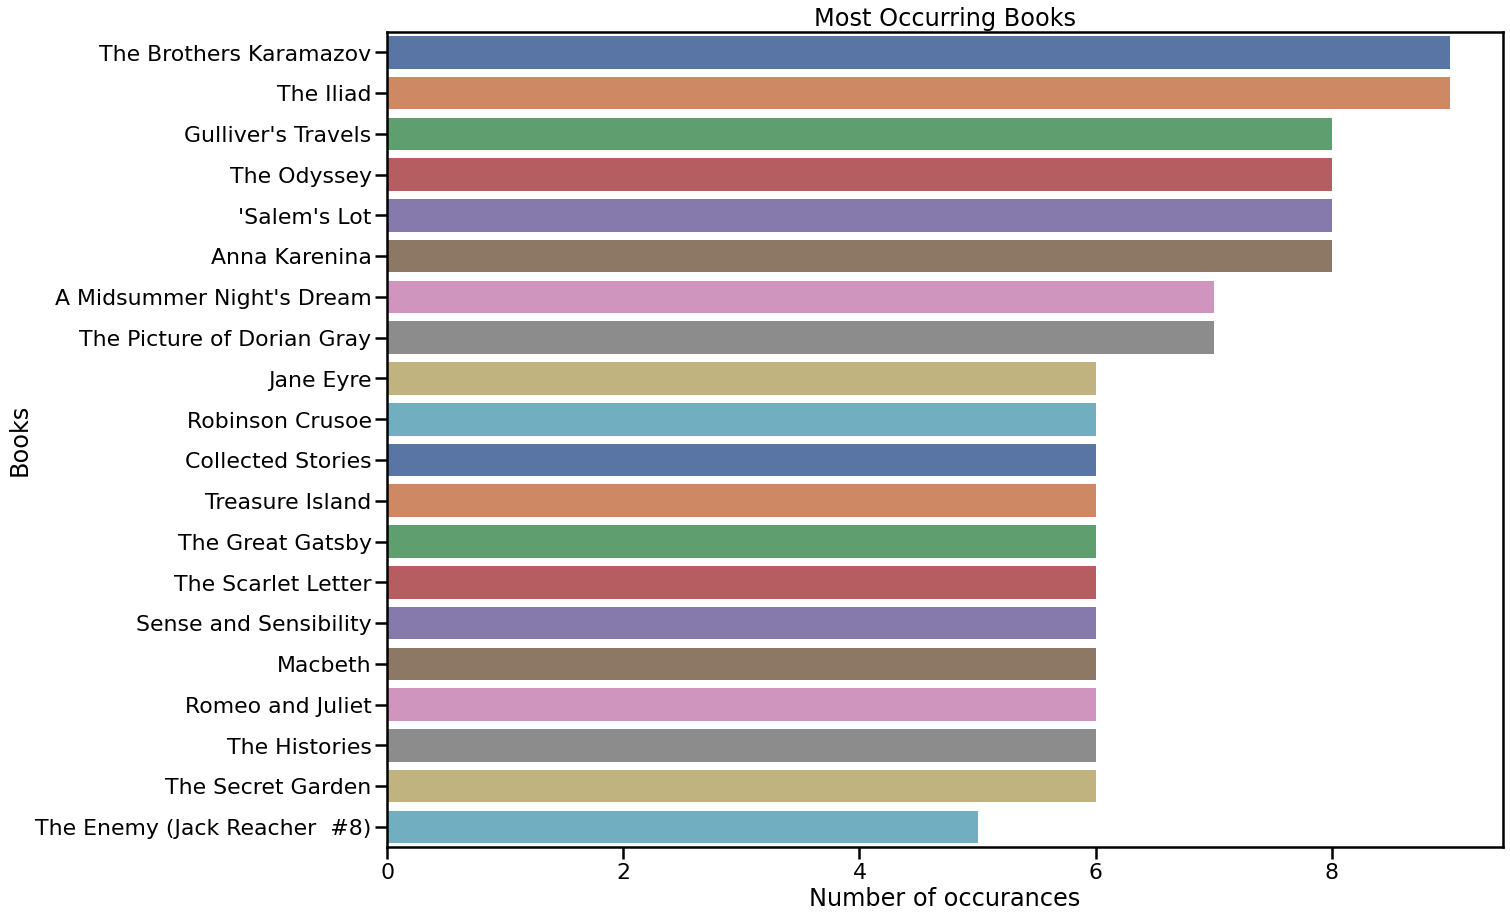 Most Occurring Books
The Brothers Karamazov
The Iliad
Gulliver's Travels
The Odyssey
'Salem's Lot
Anna Karenina
A Midsummer Night's Dream
The Picture of Dorian Gray
Jane Eyre
Robinson Crusoe
Collected Stories
Treasure Island
The Great Gatsby
The Scarlet Letter
Sense and Sensibility
Macbeth
Romeo and Juliet
The Histories
The Secret Garden
The Enemy (Jack Reacher  #8)
Books
0 2 4 6 8
Number of occurances